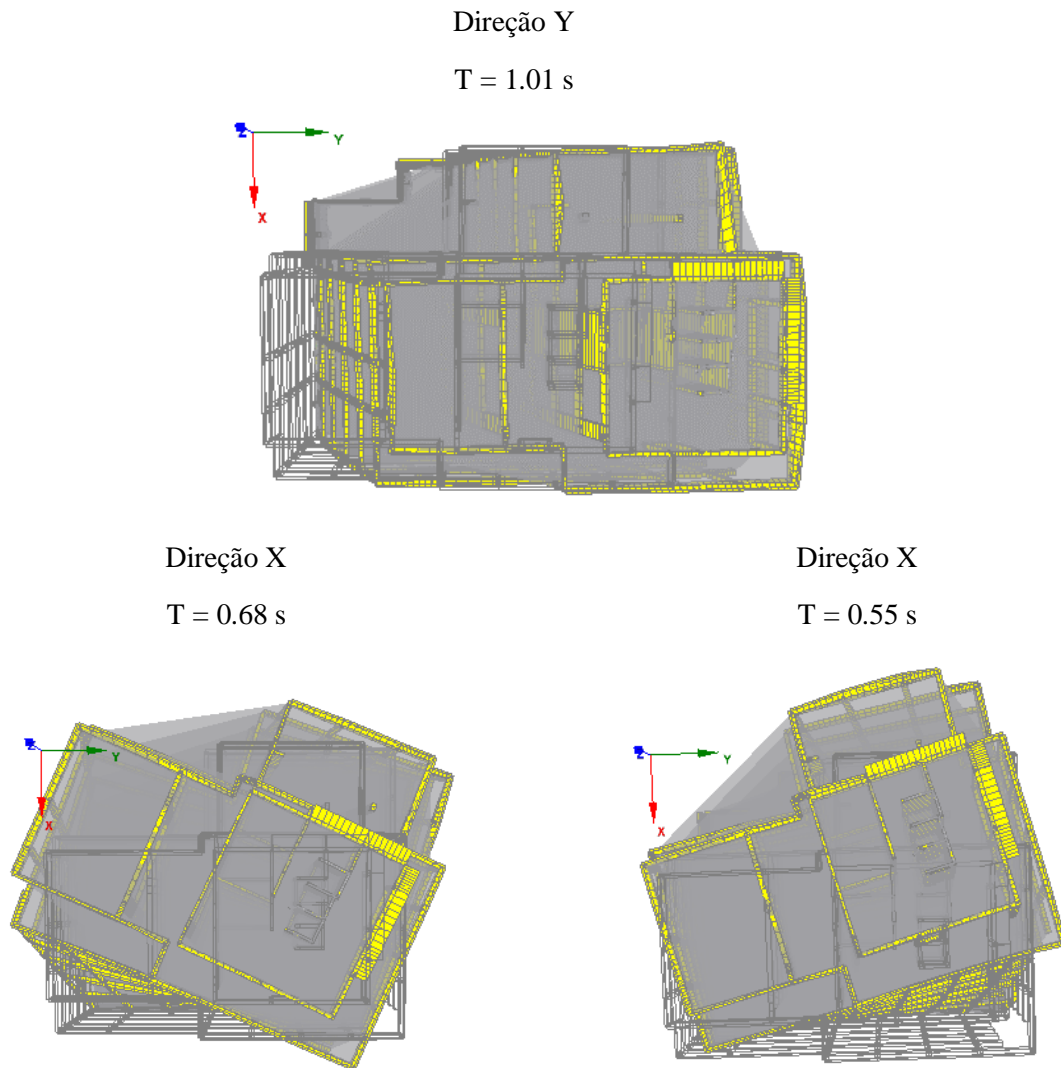 Direção Y
T = 1.01 s
Z
Y
X
Direção X
T = 0.68 s
Direção X
T = 0.55 s
Z
Y
X
Z
Y
X